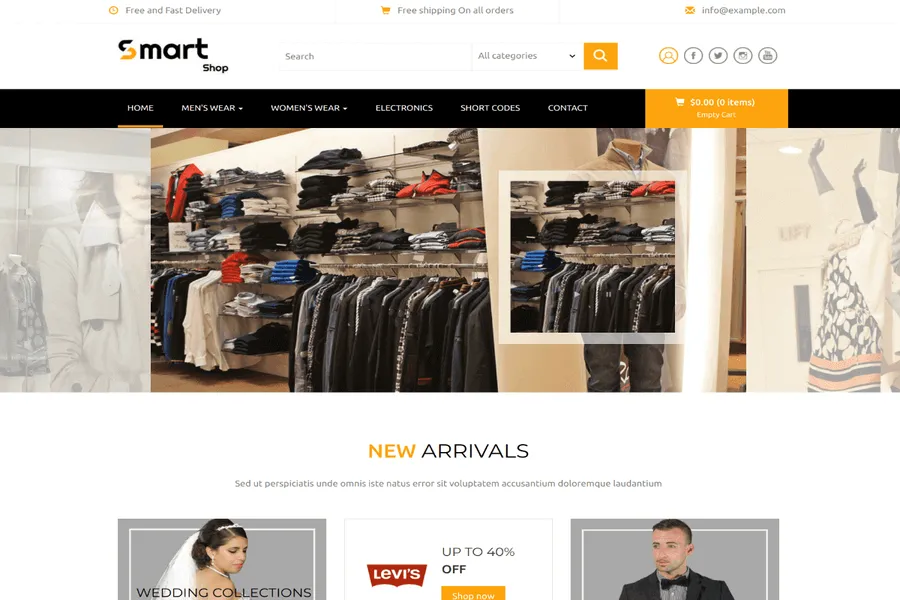 Free and Fast Delivery
Free shipping On all orders
info@example.com
Smart
Shop
Search
All categories
HOME
MEN'S WEAR
WOMEN'S WEAR
ELECTRONICS
SHORT CODES
CONTACT
$0.00 (0 items)
Empty Cart
NEW ARRIVALS
Sed ut perspiciatis unde omnis iste natus error sit voluptatem accusantium doloremque laudantium
WEDDING COLLECTIONS
LEVI'S
UP TO 40%
OFF
Shop now